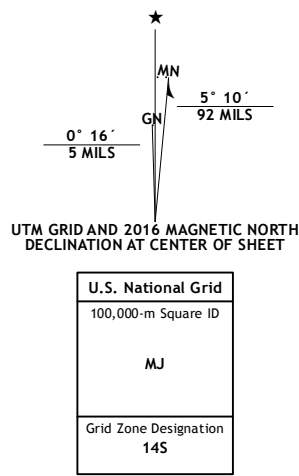 ★
MN
5° 10´
92 MILS
GN
0° 16´
5 MILS
UTM GRID AND 2016 MAGNETIC NORTH
DECLINATION AT CENTER OF SHEET
U.S. National Grid
100,000-m Square ID
MJ
Grid Zone Designation
14S